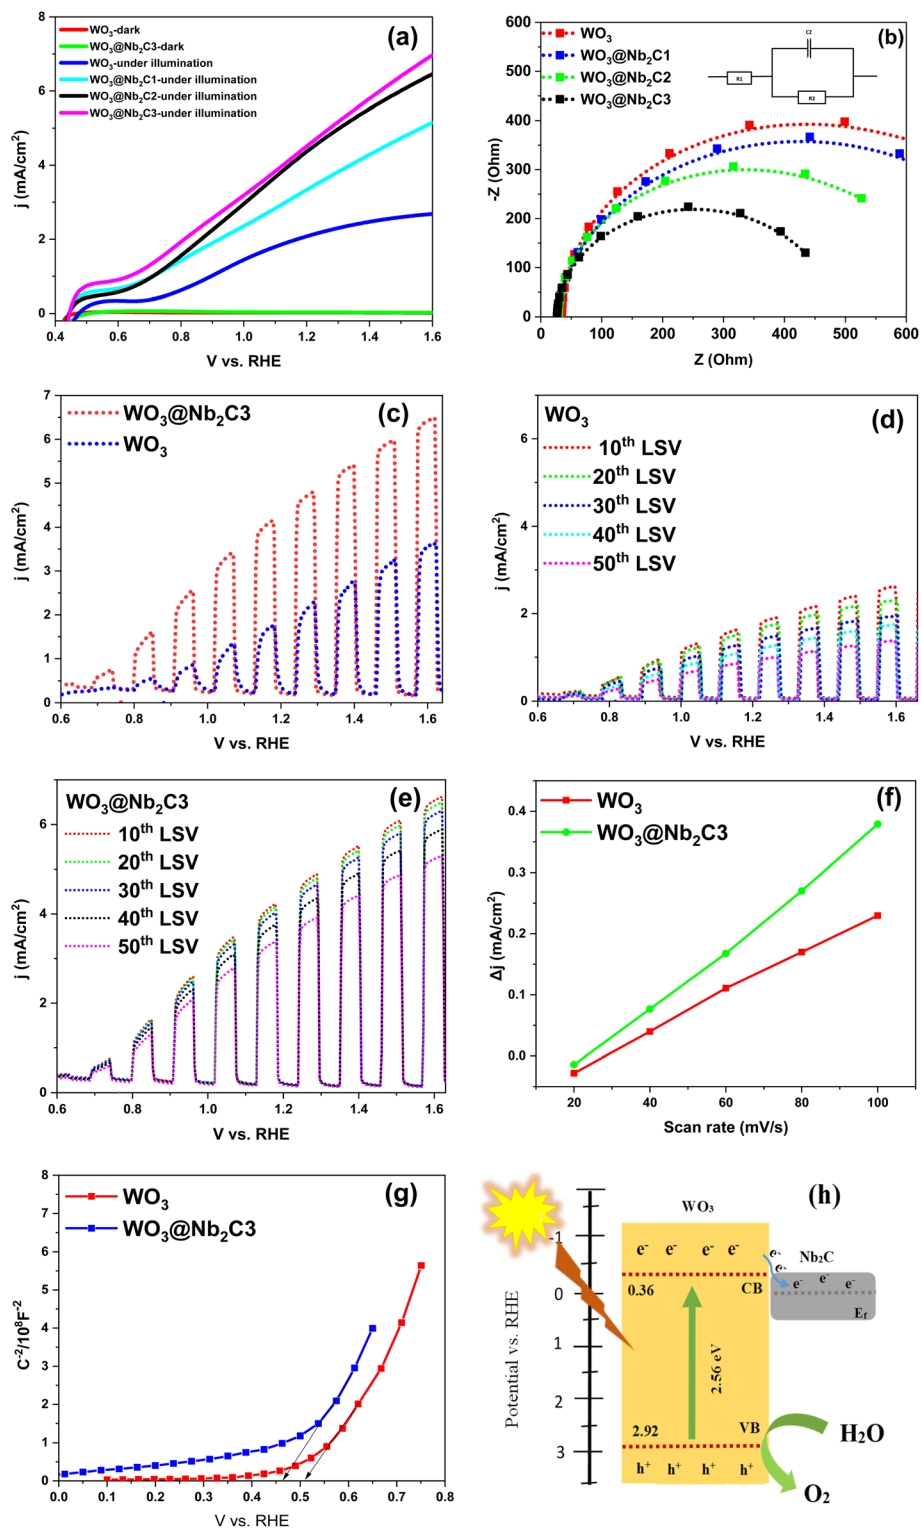 (a)
WO₃-dark
WO₃@Nb₂C3-dark
WO₃-under illumination
WO₃@Nb₂C1-under illumination
WO₃@Nb₂C2-under illumination
WO₃@Nb₂C3-under illumination
j (mA/cm²)
8
6
4
2
0
0.4 0.6 0.8 1.0 1.2 1.4 1.6
V vs. RHE
(b)
WO₃
WO₃@Nb₂C1
WO₃@Nb₂C2
WO₃@Nb₂C3
C2
R1
R2
-Z (Ohm)
-600
-500
400
300
200
100
0
0 100 200 300 400 500 600
Z (Ohm)
(c)
WO₃@Nb₂C3
WO₃
j (mA/cm²)
7
6
5
4
3
2
1
0
0.6 0.8 1.0 1.2 1.4 1.6
V vs. RHE
(d)
WO₃
10th LSV
20th LSV
30th LSV
40th LSV
50th LSV
j (mA/cm²)
6
4
2
0
0.6 0.8 1.0 1.2 1.4 1.6
V vs. RHE
(e)
WO₃@Nb₂C3
10th LSV
20th LSV
30th LSV
40th LSV
50th LSV
j (mA/cm²)
6
4
2
0
0.6 0.8 1.0 1.2 1.4 1.6
V vs. RHE
(f)
WO₃
WO₃@Nb₂C3
Δj (mA/cm²)
0.4
0.3
0.2
0.1
0.0
20 40 60 80 100
Scan rate (mV/s)
(g)
WO₃
WO₃@Nb₂C3
C⁻²/10⁸F⁻²
8
7
6
5
4
3
2
1
0
0.0 0.1 0.2 0.3 0.4 0.5 0.6 0.7 0.8
V vs. RHE
(h)
WO₃
-1
0
1
2
3
Potential vs. RHE
e⁻ e⁻ e⁻ e⁻
e⁻
e⁻
Nb₂C
e⁻ e⁻ e⁻
0.36
CB
Ef
2.56 eV
2.92
VB
h⁺ h⁺ h⁺ h⁺
H₂O
O₂